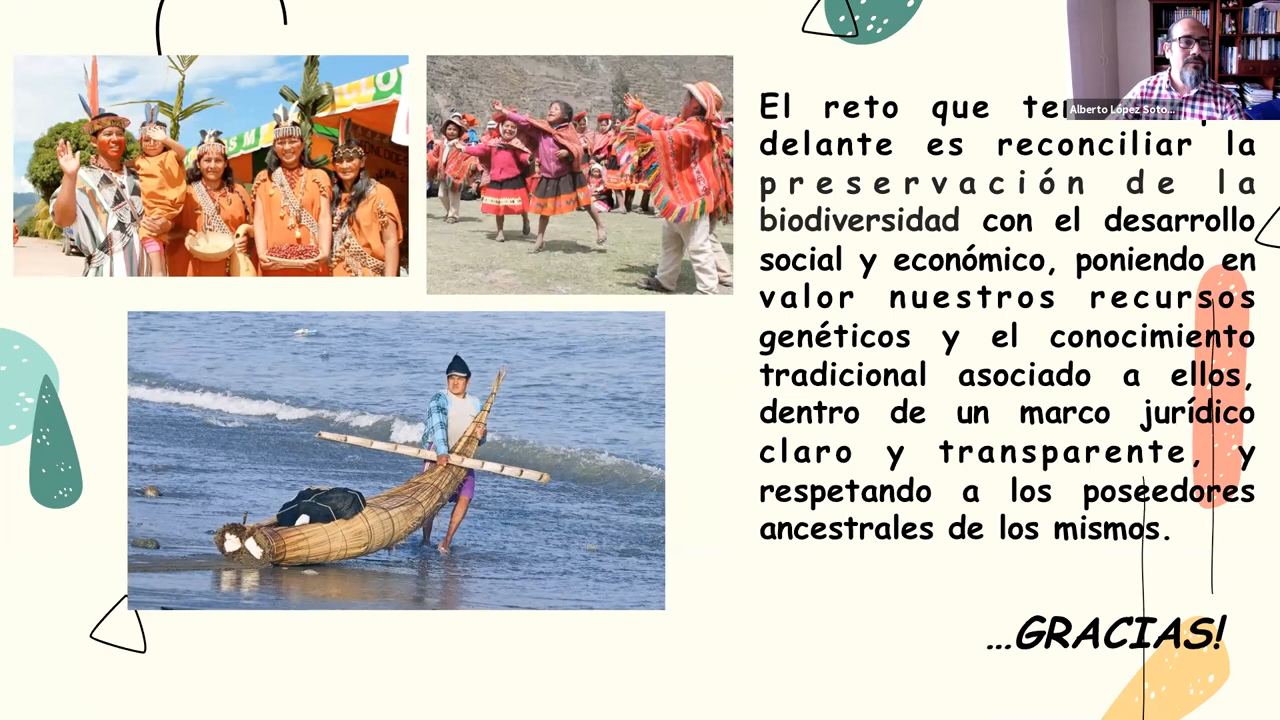 Alberto López Soto...
El reto que
delante es reconciliar la
preservación de la
biodiversidad con el desarrollo
social y económico, poniendo en
valor nuestros recursos
genéticos y el conocimiento
tradicional asociado a ellos,
dentro de un marco jurídico
claro y transparente, y
respetando a los poseedores
ancestrales de los mismos.
...GRACIAS!